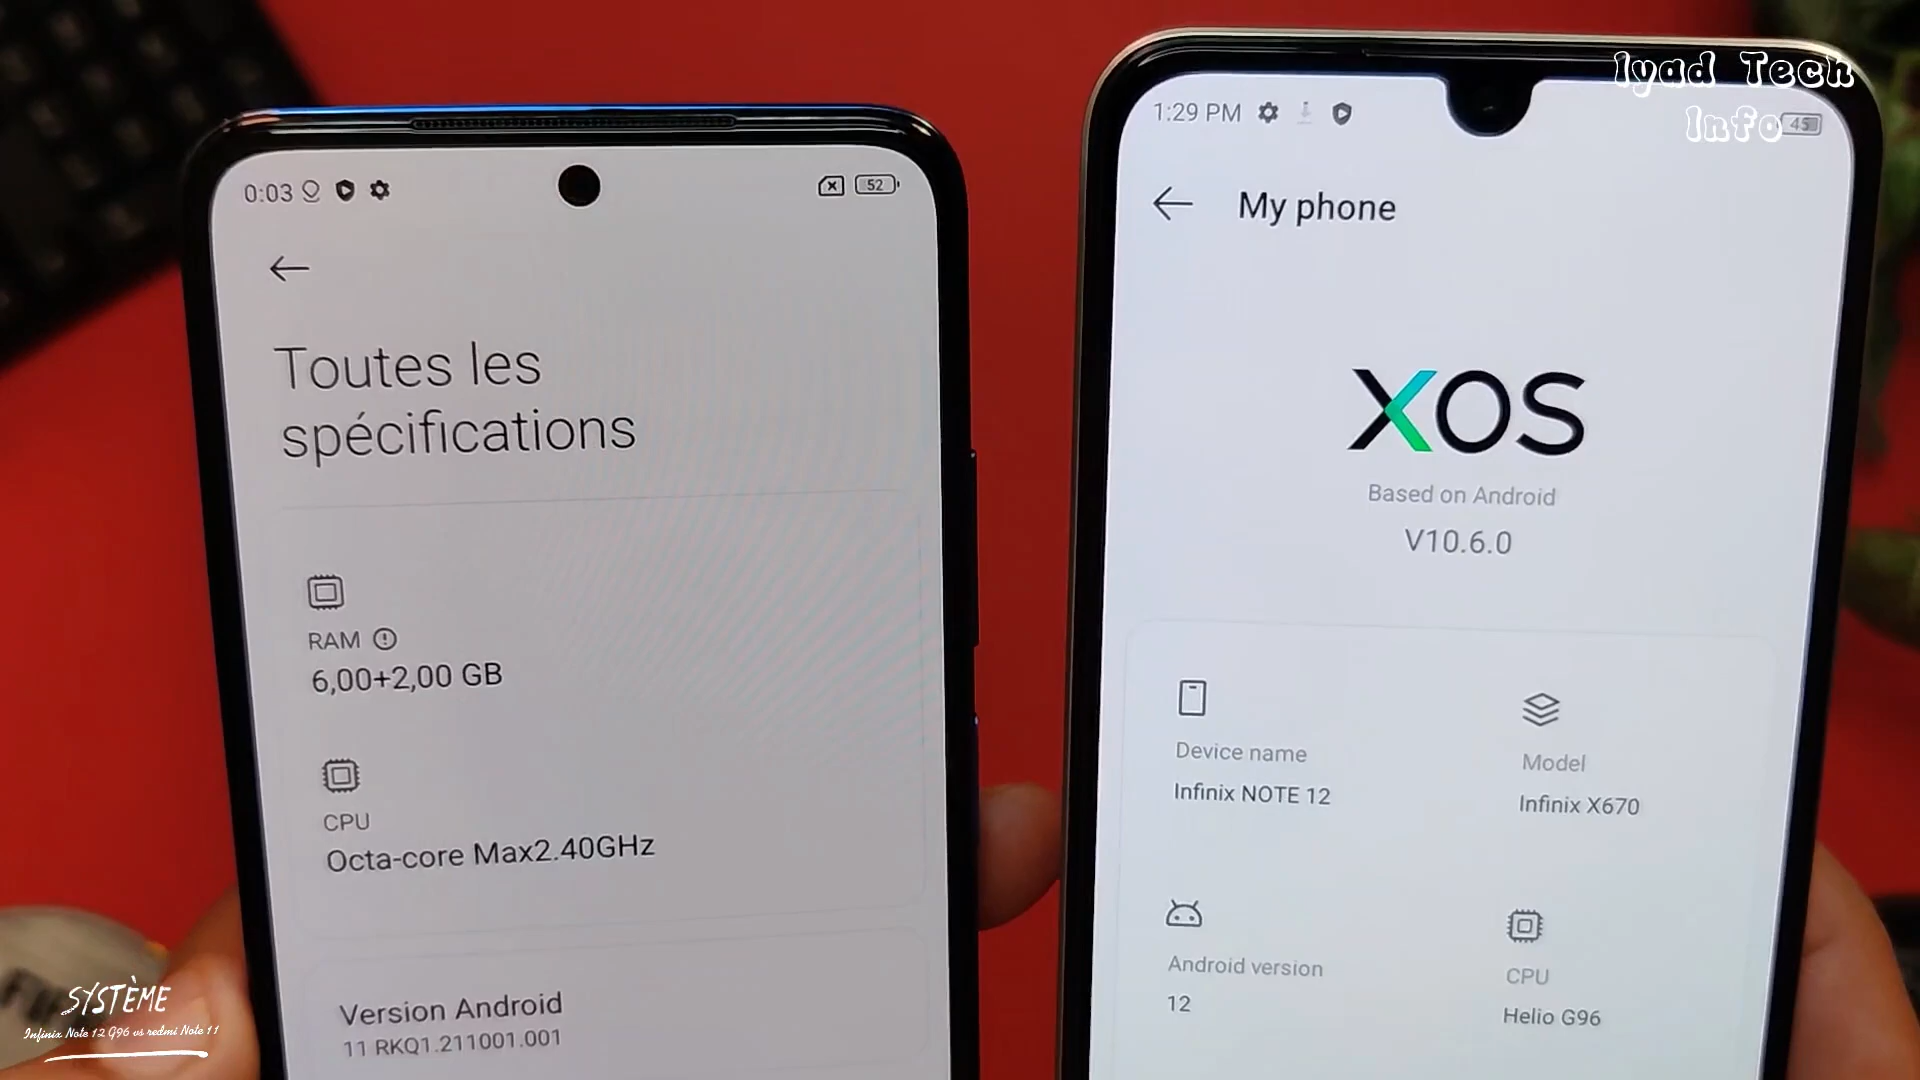 Iyad Tech
Info
0:03
52
Toutes les
spécifications
RAM
6,00+2,00 GB
CPU
Octa-core Max2.40GHz
Version Android
11 RKQ1.211001.001
1:29 PM
45
My phone
XOS
Based on Android
V10.6.0
Device name
Infinix NOTE 12
Model
Infinix X670
Android version
12
CPU
Helio G96
SYSTÈME
Infinix Note 12 G96 vs redmi Note 11